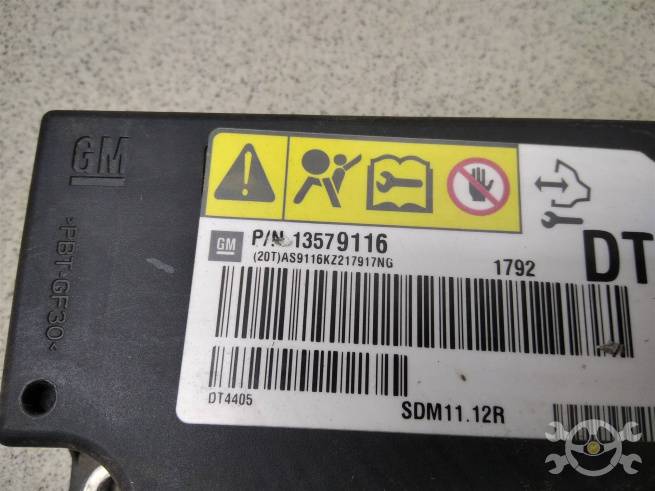 GM
>PBT-GF30<
GM P/N 13579116
(20T)AS9116KZ217917NG
1792
DT
DT4405
SDM11.12R